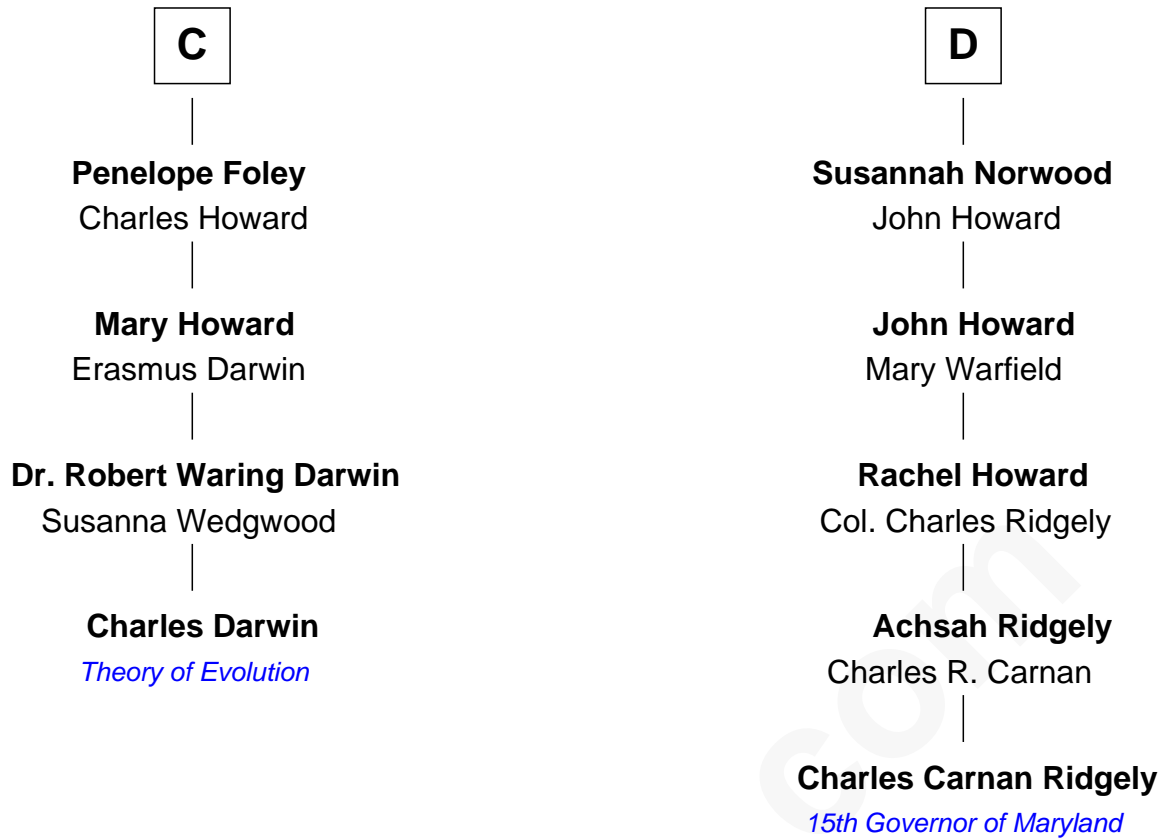 C
Penelope Foley
Charles Howard
Mary Howard
Erasmus Darwin
Dr. Robert Waring Darwin
Susanna Wedgwood
Charles Darwin
Theory of Evolution
D
Susannah Norwood
John Howard
John Howard
Mary Warfield
Rachel Howard
Col. Charles Ridgely
Achsah Ridgely
Charles R. Carnan
Charles Carnan Ridgely
15th Governor of Maryland
com